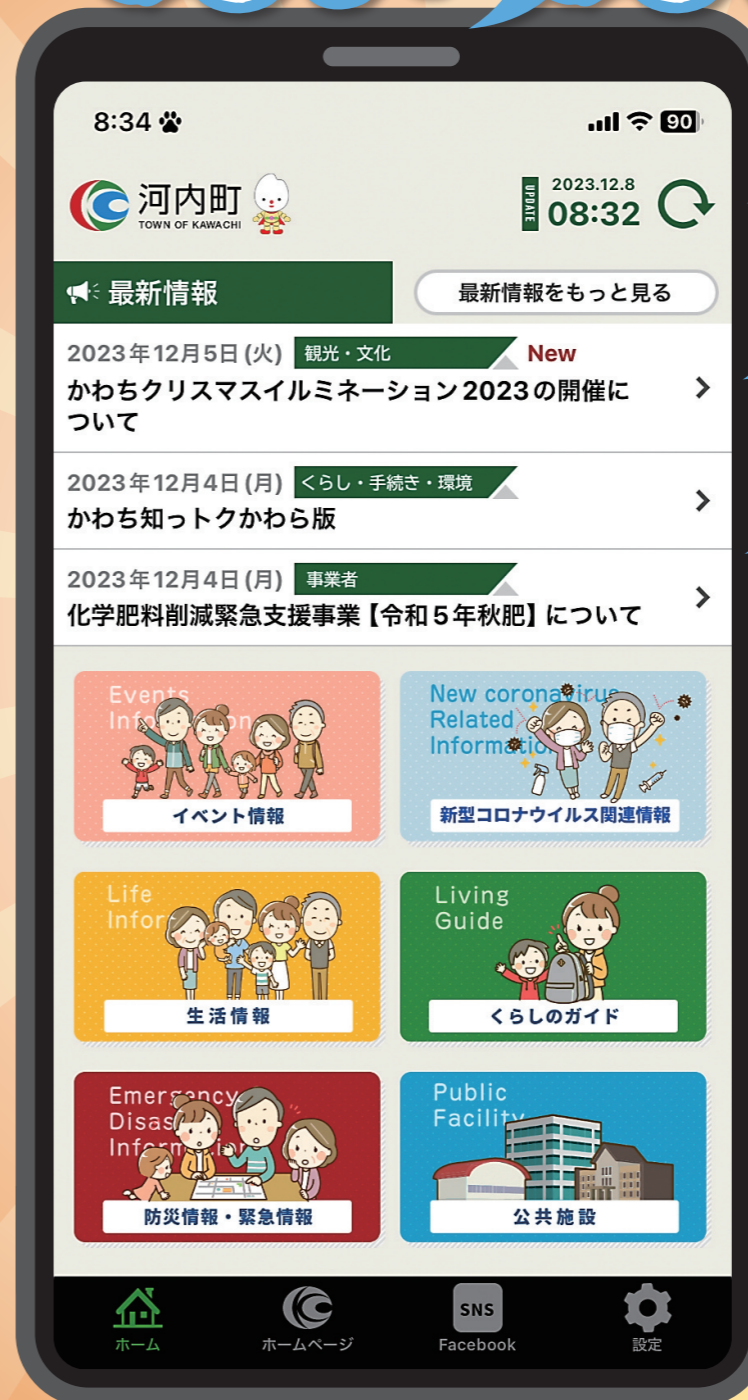 8:34
90
河内町
TOWN OF KAWACHI
UPDATE
2023.12.8
08:32
最新情報
最新情報をもっと見る
2023年12月5日(火) 観光・文化 New
かわちクリスマスイルミネーション2023の開催に
ついて
2023年12月4日(月) くらし・手続き・環境
かわち知っトクかわら版
2023年12月4日(月) 事業者
化学肥料削減緊急支援事業【令和5年秋肥】について
Events
Information
イベント情報
New coronavirus
Related
Information
新型コロナウイルス関連情報
Life
Infor
生活情報
Living
Guide
くらしのガイド
Emergency
Disas
Information
防災情報・緊急情報
Public
Facility
公共施設
ホーム
ホームページ
SNS
Facebook
設定